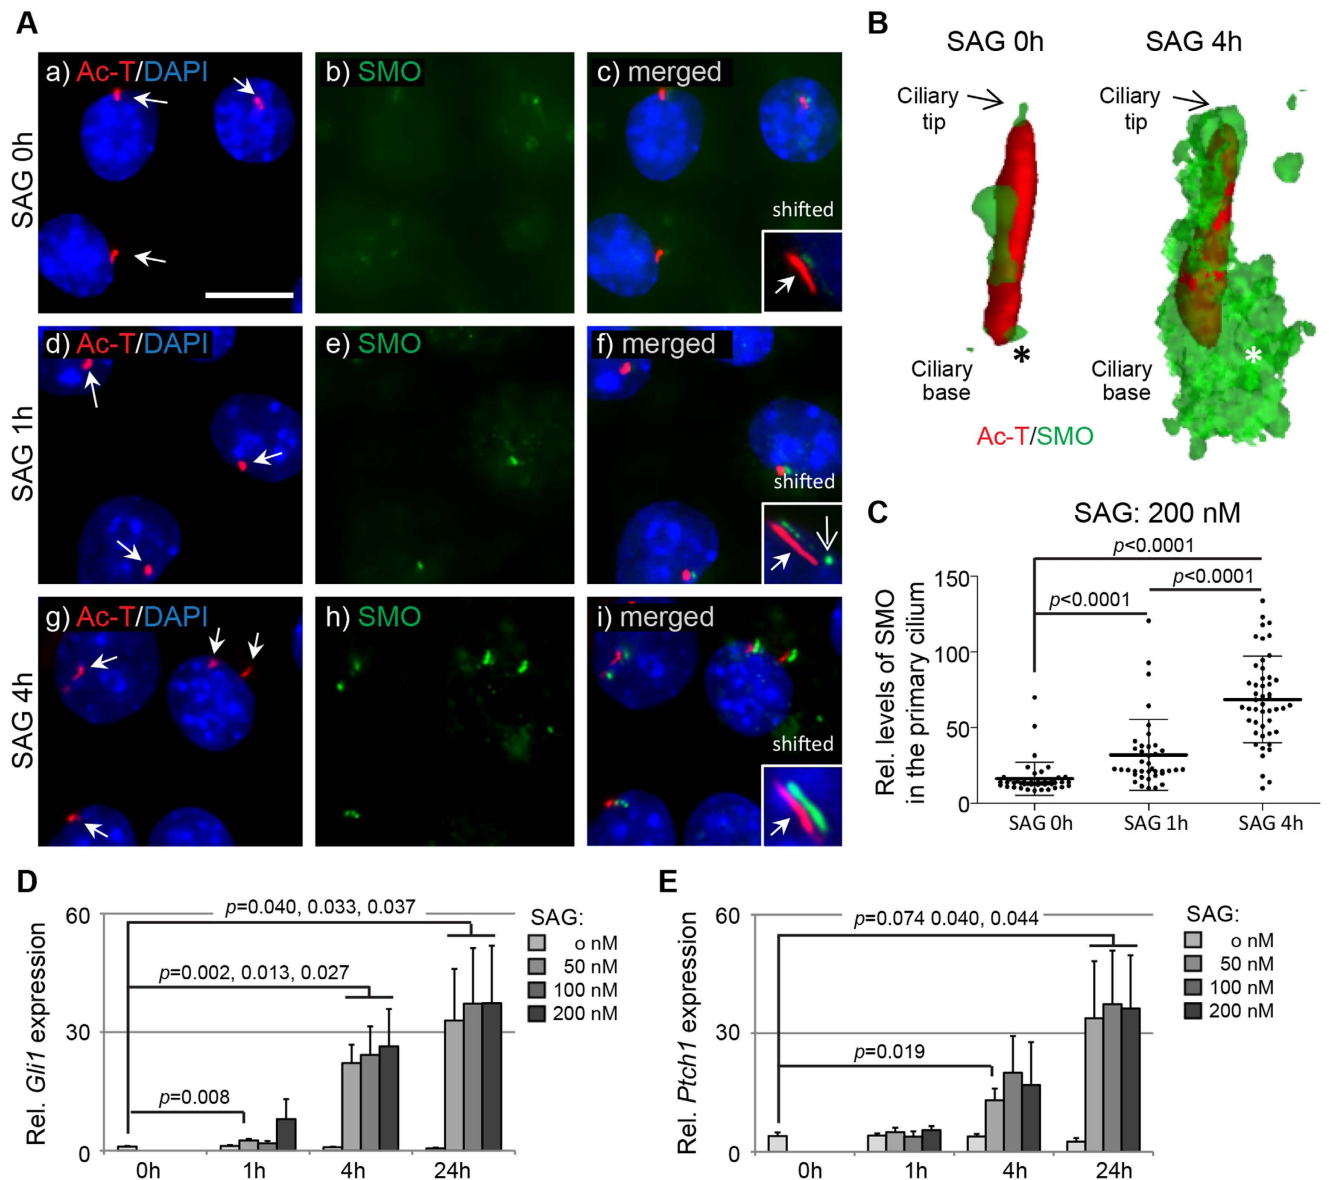 A
SAG 0h
a) Ac-T/DAPI
b) SMO
c) merged
shifted
SAG 1h
d) Ac-T/DAPI
e) SMO
f) merged
shifted
SAG 4h
g) Ac-T/DAPI
h) SMO
i) merged
shifted
B
SAG 0h
SAG 4h
Ciliary
tip
Ciliary
tip
Ciliary
base
*
Ciliary
base
*
Ac-T/SMO
C
SAG: 200 nM
p<0.0001
p<0.0001
p<0.0001
Rel. levels of SMO
in the primary cilium
150
100
50
0
SAG 0h
SAG 1h
SAG 4h
D
Rel. Gli1 expression
60
30
0
p=0.040, 0.033, 0.037
p=0.002, 0.013, 0.027
p=0.008
0h
1h
4h
24h
SAG:
o nM
50 nM
100 nM
200 nM
E
Rel. Ptch1 expression
60
30
0
p=0.074 0.040, 0.044
p=0.019
0h
1h
4h
24h
SAG:
o nM
50 nM
100 nM
200 nM